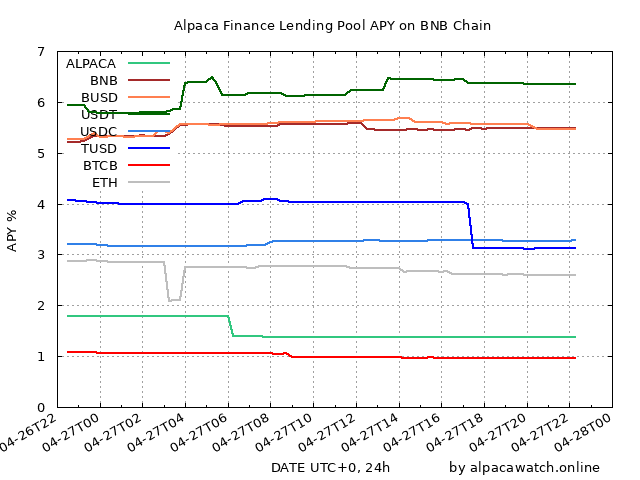 Alpaca Finance Lending Pool APY on BNB Chain
7
6
5
4
3
2
1
0
APY %
ALPACA
BNB
BUSD
USDT
USDC
TUSD
BTCB
ETH
04-26T22
04-27T00
04-27T02
04-27T04
04-27T06
04-27T08
04-27T10
04-27T12
04-27T14
04-27T16
04-27T18
04-27T20
04-27T22
04-28T00
DATE UTC+0, 24h
by alpacawatch.online